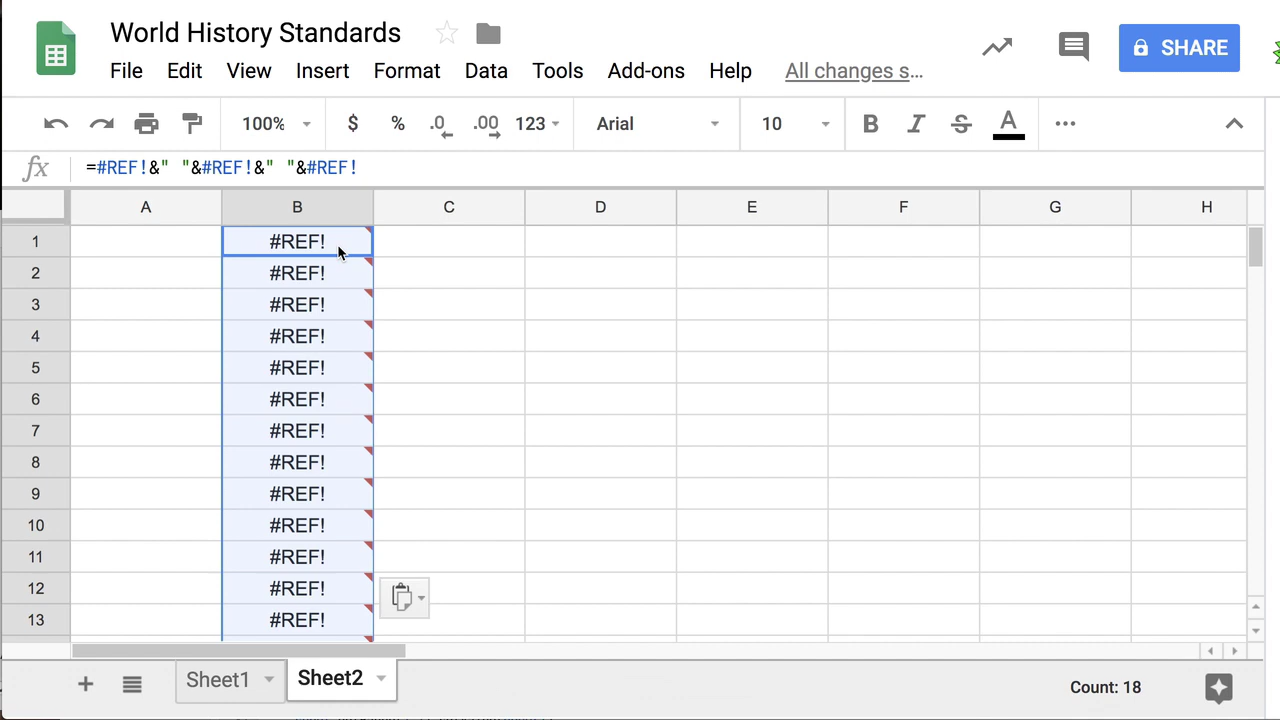 World History Standards
File Edit View Insert Format Data Tools Add-ons Help All changes s…
SHARE
100% $ % .0 .00 123 Arial 10 B I S A
fx =#REF!&" "&#REF!&" "&#REF!
A B C D E F G H
1 #REF!
2 #REF!
3 #REF!
4 #REF!
5 #REF!
6 #REF!
7 #REF!
8 #REF!
9 #REF!
10 #REF!
11 #REF!
12 #REF!
13 #REF!
+ Sheet1 Sheet2 Count: 18